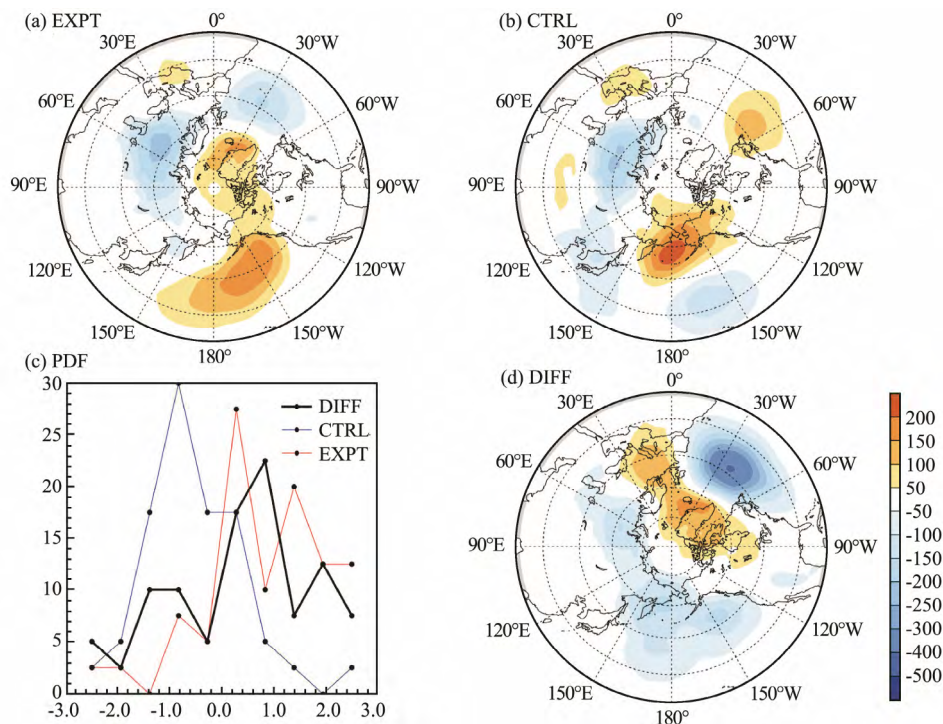 (a) EXPT
0°
30°W
60°W
90°W
120°W
150°W
180°
150°E
120°E
90°E
60°E
30°E
(b) CTRL
0°
30°W
60°W
90°W
120°W
150°W
180°
150°E
120°E
90°E
60°E
30°E
(c) PDF
30
25
20
15
10
5
0
-3.0 -2.0 -1.0 0.0 1.0 2.0 3.0
DIFF
CTRL
EXPT
(d) DIFF
0°
30°W
60°W
90°W
120°W
150°W
180°
150°E
120°E
90°E
60°E
30°E
200
150
100
50
-50
-100
-150
-200
-250
-300
-400
-500